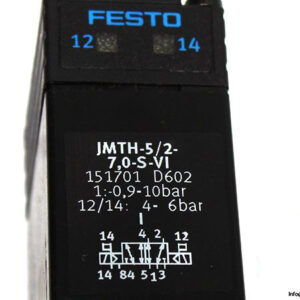 FESTO
12 14
JMTH-5/2-
7,0-S-VI
151701 D602
1:-0,9-10bar
12/14: 4- 6bar
I
4 2
14 12
14 84 5 1 3